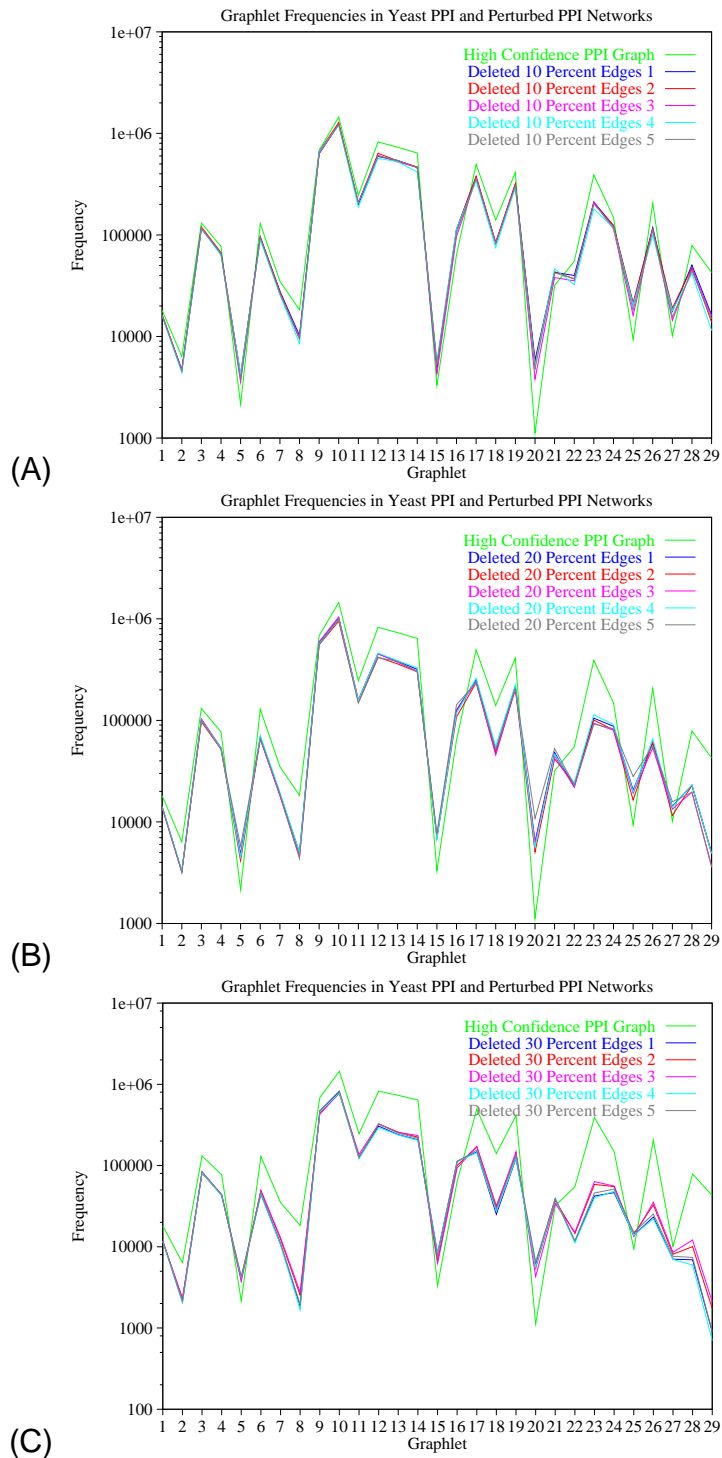 Graphlet Frequencies in Yeast PPI and Perturbed PPI Networks
1e+07
1e+06
100000
10000
1000
Frequency
High Confidence PPI Graph
Deleted 10 Percent Edges 1
Deleted 10 Percent Edges 2
Deleted 10 Percent Edges 3
Deleted 10 Percent Edges 4
Deleted 10 Percent Edges 5
1 2 3 4 5 6 7 8 9 10 11 12 13 14 15 16 17 18 19 20 21 22 23 24 25 26 27 28 29
Graphlet
(A)
Graphlet Frequencies in Yeast PPI and Perturbed PPI Networks
1e+07
1e+06
100000
10000
1000
Frequency
High Confidence PPI Graph
Deleted 20 Percent Edges 1
Deleted 20 Percent Edges 2
Deleted 20 Percent Edges 3
Deleted 20 Percent Edges 4
Deleted 20 Percent Edges 5
1 2 3 4 5 6 7 8 9 10 11 12 13 14 15 16 17 18 19 20 21 22 23 24 25 26 27 28 29
Graphlet
(B)
Graphlet Frequencies in Yeast PPI and Perturbed PPI Networks
1e+07
1e+06
100000
10000
1000
100
Frequency
High Confidence PPI Graph
Deleted 30 Percent Edges 1
Deleted 30 Percent Edges 2
Deleted 30 Percent Edges 3
Deleted 30 Percent Edges 4
Deleted 30 Percent Edges 5
1 2 3 4 5 6 7 8 9 10 11 12 13 14 15 16 17 18 19 20 21 22 23 24 25 26 27 28 29
Graphlet
(C)